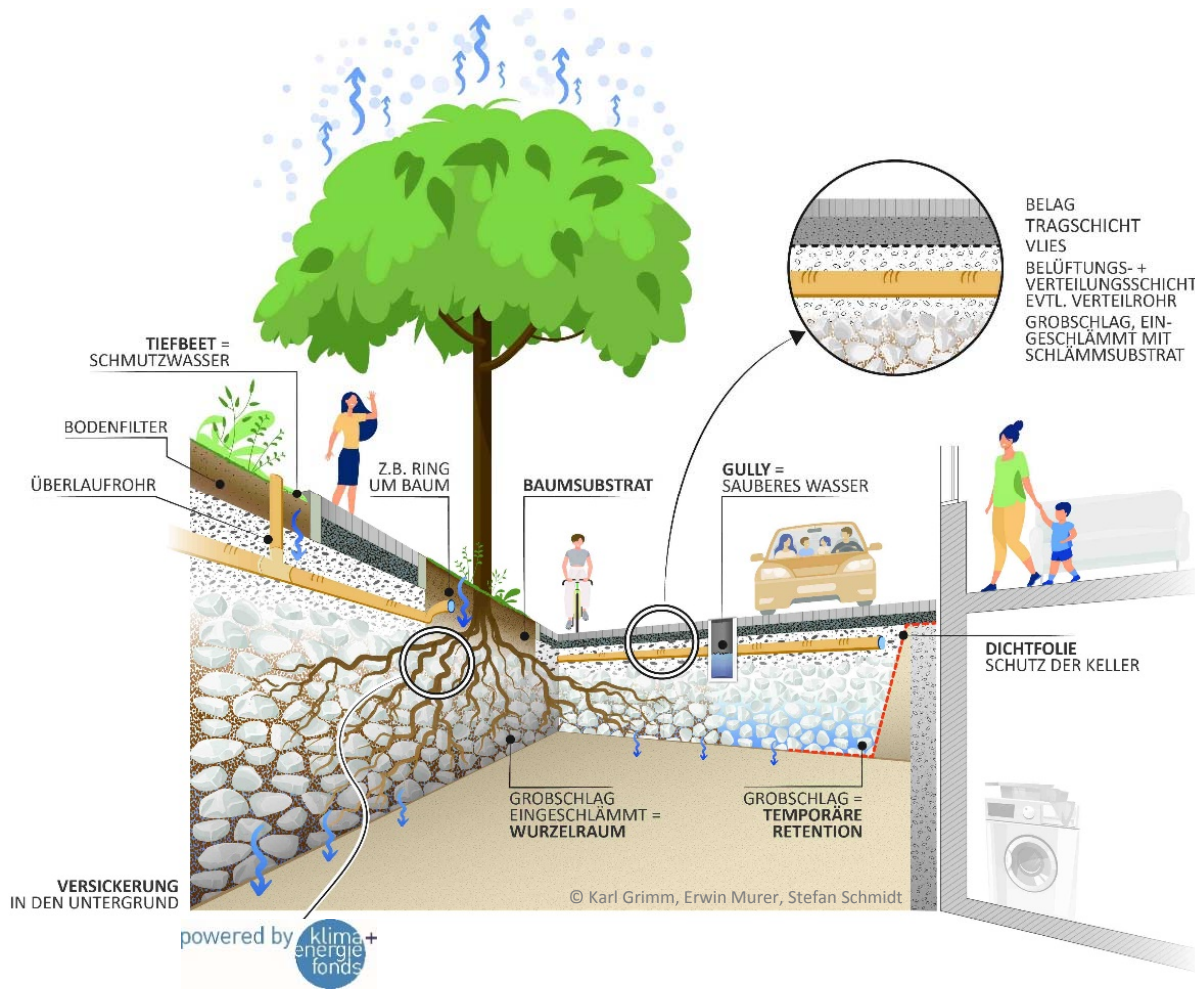 BELAG
TRAGSCHICHT
VLIES
BELÜFTUNGS- +
VERTEILUNGSSCHICHT
EVTL. VERTEILROHR
GROBSCHLAG, EIN-
GESCHLÄMMT MIT
SCHLÄMMSUBSTRAT
TIEFBEET =
SCHMUTZWASSER
BODENFILTER
ÜBERLAUFROHR
Z.B. RING
UM BAUM
BAUMSUBSTRAT
GULLY =
SAUBERES WASSER
DICHTFOLIE
SCHUTZ DER KELLER
GROBSCHLAG
EINGESCHLÄMMT =
WURZELRAUM
GROBSCHLAG =
TEMPORÄRE
RETENTION
VERSICKERUNG
IN DEN UNTERGRUND
© Karl Grimm, Erwin Murer, Stefan Schmidt
powered by
klima+
energie
fonds